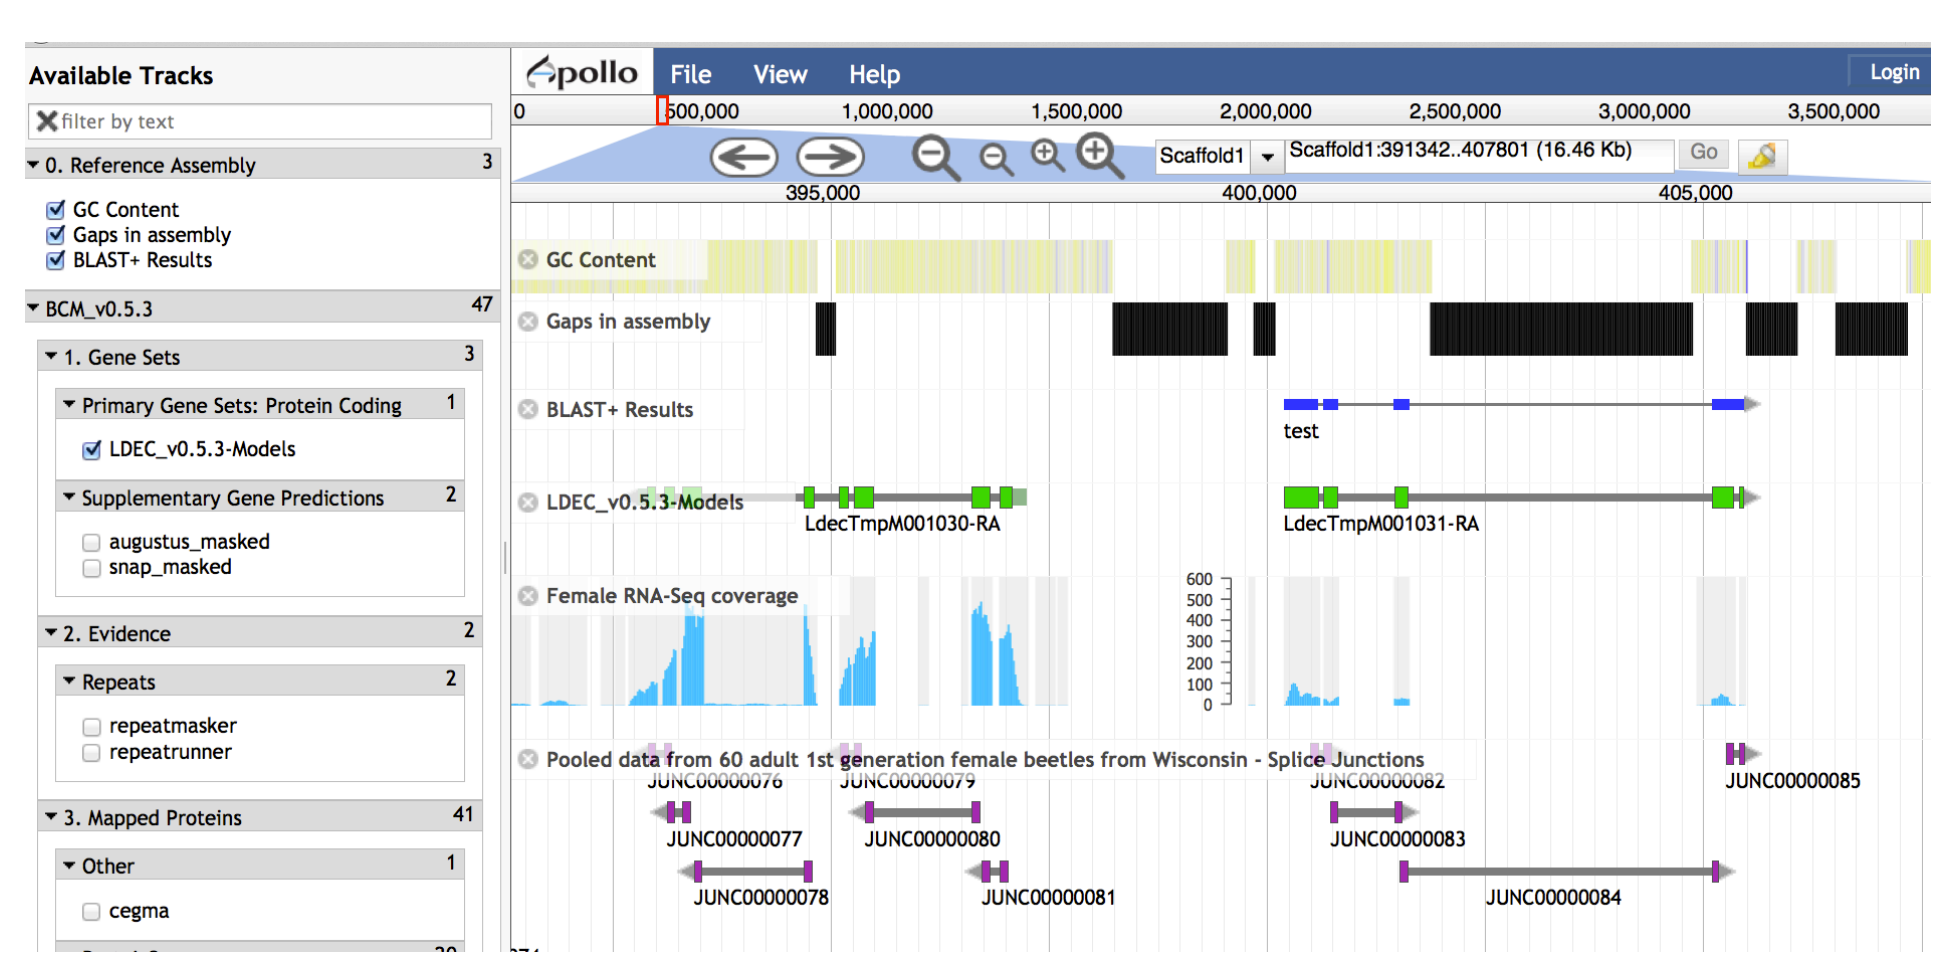 Available Tracks
filter by text
0. Reference Assembly 3
GC Content
Gaps in assembly
BLAST+ Results
BCM_v0.5.3 47
1. Gene Sets 3
Primary Gene Sets: Protein Coding 1
LDEC_v0.5.3-Models
Supplementary Gene Predictions 2
augustus_masked
snap_masked
2. Evidence 2
Repeats 2
repeatmasker
repeatrunner
3. Mapped Proteins 41
Other 1
cegma
Apollo File View Help Login
0 500,000 1,000,000 1,500,000 2,000,000 2,500,000 3,000,000 3,500,000
Scaffold1 Scaffold1:391342..407801 (16.46 Kb) Go
395,000 400,000 405,000
GC Content
Gaps in assembly
BLAST+ Results
test
LDEC_v0.5.3-Models
LdecTmpM001030-RA LdecTmpM001031-RA
Female RNA-Seq coverage
600
500
400
300
200
100
0
Pooled data from 60 adult 1st generation female beetles from Wisconsin - Splice Junctions
JUNC00000076 JUNC00000079 JUNC00000082 JUNC00000085
JUNC00000077 JUNC00000080 JUNC00000083
JUNC00000078 JUNC00000081 JUNC00000084